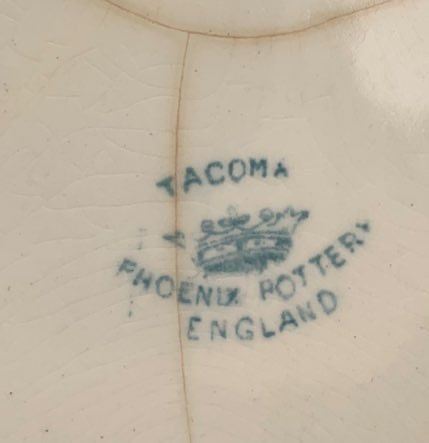 TACOMA
PHOENIX POTTERY
ENGLAND